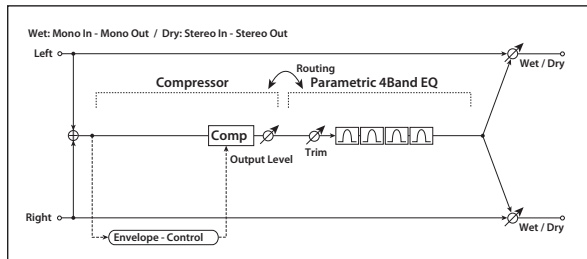 Wet: Mono In - Mono Out / Dry: Stereo In - Stereo Out
Left
Wet / Dry
Routing
Compressor
Parametric 4Band EQ
Comp
Output Level
Trim
Right
Wet / Dry
Envelope - Control